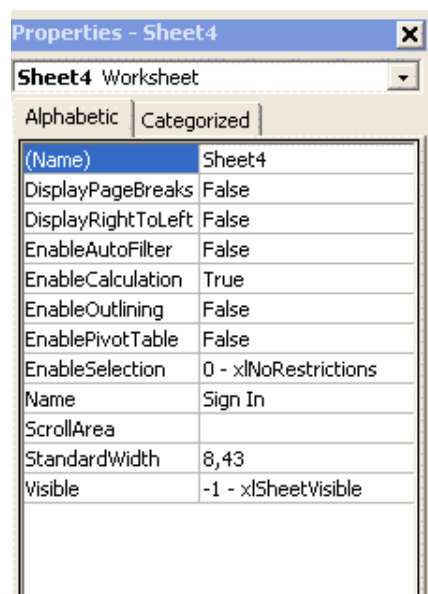 Properties - Sheet4
Sheet4 Worksheet
Alphabetic Categorized
(Name) Sheet4
DisplayPageBreaks False
DisplayRightToLeft False
EnableAutoFilter False
EnableCalculation True
EnableOutlining False
EnablePivotTable False
EnableSelection 0 - xlNoRestrictions
Name Sign In
ScrollArea
StandardWidth 8,43
Visible -1 - xlSheetVisible